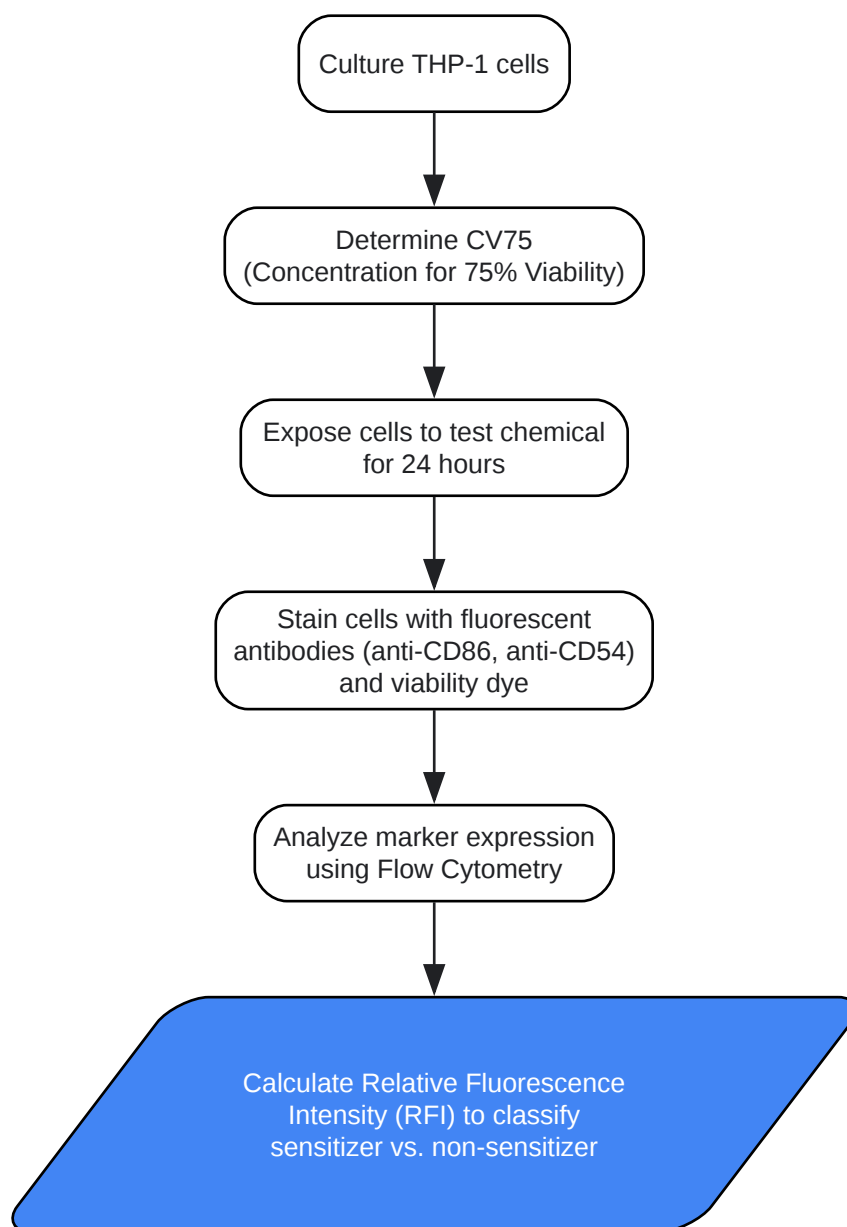 Culture THP-1 cells
Determine CV75
(Concentration for 75% Viability)
Expose cells to test chemical
for 24 hours
Stain cells with fluorescent
antibodies (anti-CD86, anti-CD54)
and viability dye
Analyze marker expression
using Flow Cytometry
Calculate Relative Fluorescence
Intensity (RFI) to classify
sensitizer vs. non-sensitizer